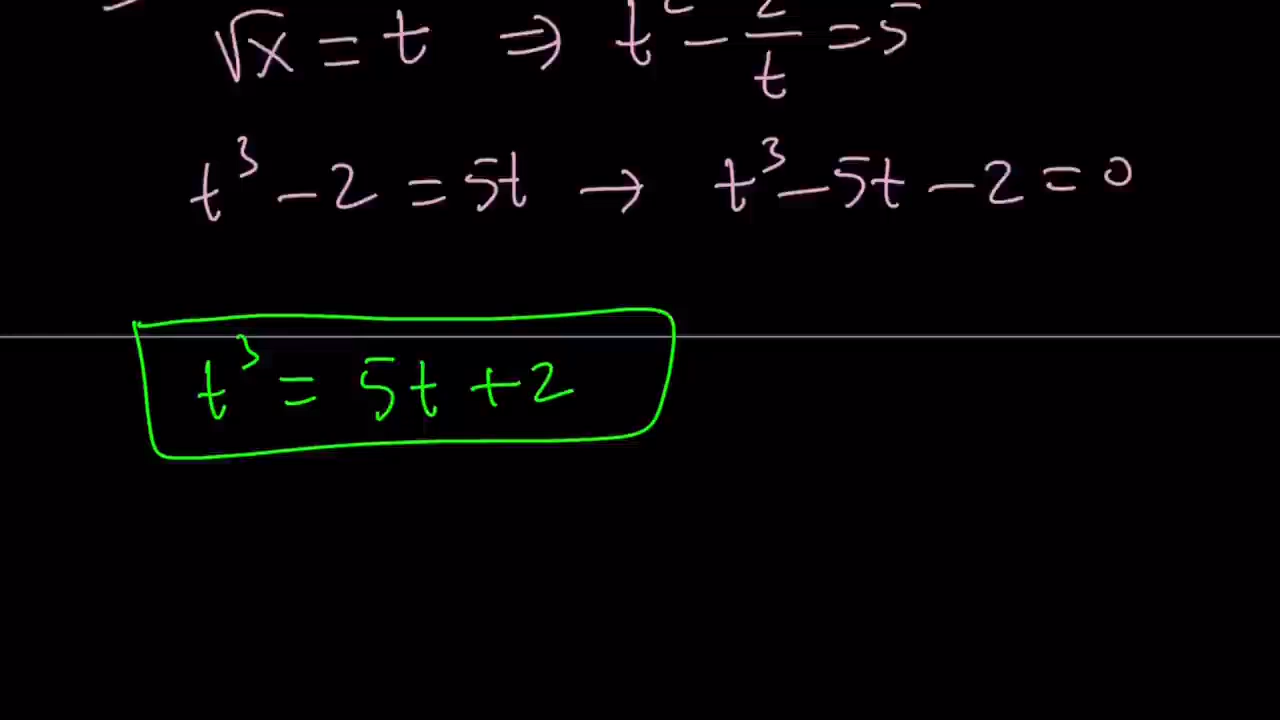 √x = t ⇒ t² - 2/t = 5
t³ - 2 = 5t → t³ - 5t - 2 = 0
t³ = 5t + 2